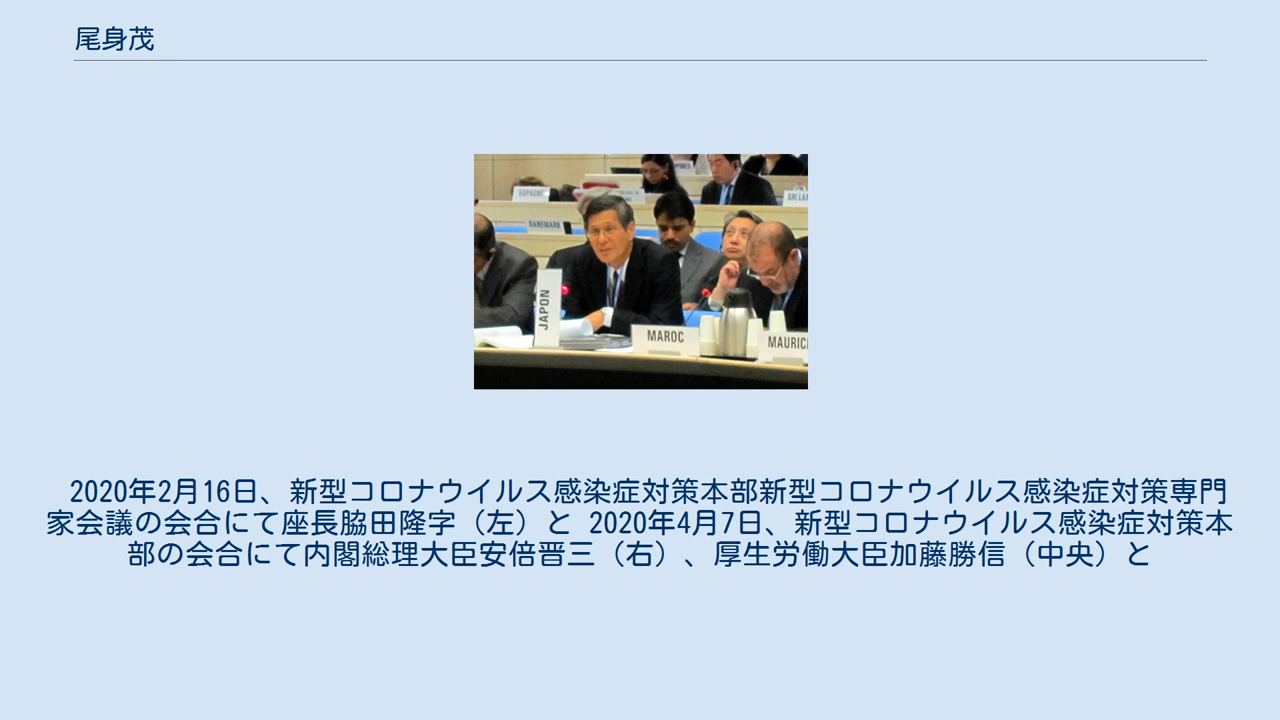 尾身茂
ESPAGNE
SRI LAN
DANEMARK
JAPON
MAROC
MAURIC
2020年2月16日、新型コロナウイルス感染症対策本部新型コロナウイルス感染症対策専門
家会議の会合にて座長脇田隆字（左）と 2020年4月7日、新型コロナウイルス感染症対策本
部の会合にて内閣総理大臣安倍晋三（右）、厚生労働大臣加藤勝信（中央）と